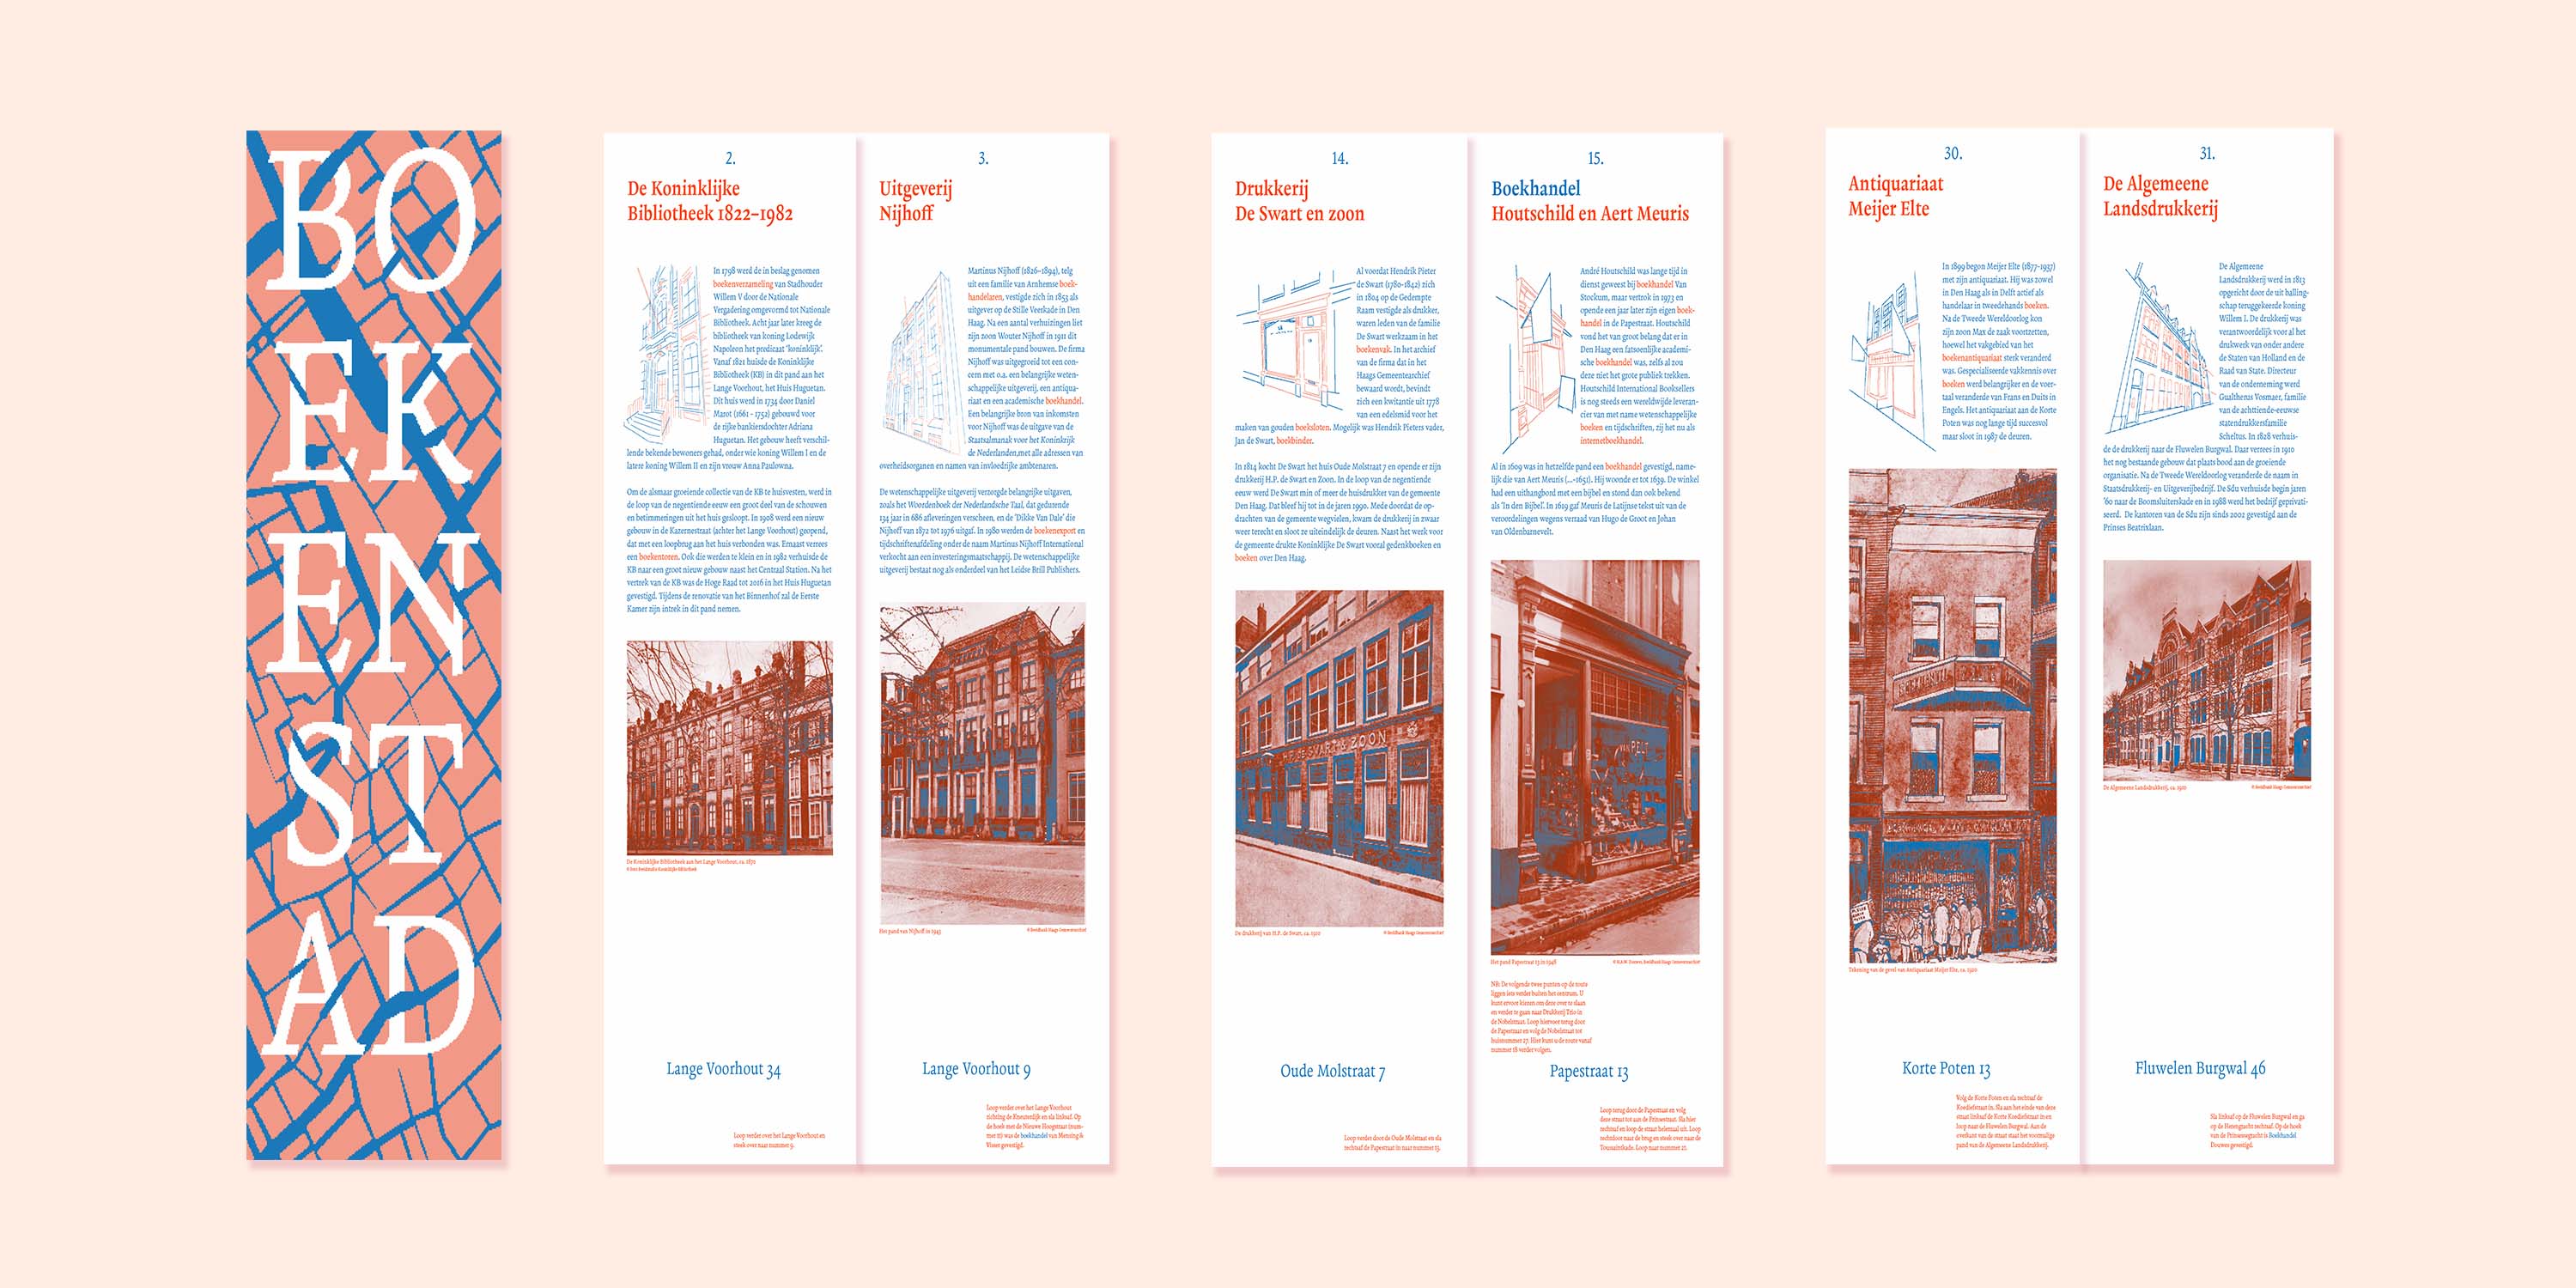 BO
EK
EN
ST
AD
2.
De Koninklijke
Bibliotheek 1822–1982
In 1798 werd de in beslag genomen
boekenverzameling van Stadhouder
Willem V door de Nationale
Vergadering omgevormd tot Nationale
Bibliotheek. Acht jaar later kreeg de
bibliotheek van koning Lodewijk
Napoleon het predicaat 'koninklijk'.
Vanaf 1821 huisde de Koninklijke
Bibliotheek (KB) in dit pand aan het
Lange Voorhout, het Huis Huguetan.
Dit huis werd in 1734 door Daniel
Marot (1661 - 1752) gebouwd voor
de rijke bankiersdochter Adriana
Huguetan. Het gebouw heeft verschil-
lende bekende bewoners gehad, onder wie koning Willem I en de
latere koning Willem II en zijn vrouw Anna Paulowna.
Om de alsmaar groeiende collectie van de KB te huisvesten, werd in
de loop van de negentiende eeuw een groot deel van de schouwen
en betimmeringen uit het huis gesloopt. In 1908 werd een nieuw
gebouw in de Kazernestraat (achter het Lange Voorhout) geopend,
dat met een loopbrug aan het huis verbonden was. Ernaast verrees
een boekentoren. Ook die werden te klein en in 1982 verhuisde de
KB naar een groot nieuw gebouw naast het Centraal Station. Na het
vertrek van de KB was de Hoge Raad tot 2016 in het Huis Huguetan
gevestigd. Tijdens de renovatie van het Binnenhof zal de Eerste
Kamer zijn intrek in dit pand nemen.
De Koninklijke Bibliotheek aan het Lange Voorhout, ca. 1872
Lange Voorhout 34
Loop verder over het Lange Voorhout en
steek over naar nummer 9.
3.
Uitgeverij
Nijhoff
Martinus Nijhoff (1826–1894), telg
uit een familie van Arnhemse boek-
handelaren, vestigde zich in 1853 als
uitgever op de Stille Veerkade in Den
Haag. Na een aantal verhuizingen liet
zijn zoon Wouter Nijhoff in 1911 dit
monumentale pand bouwen. De firma
Nijhoff was uitgegroeid tot een con-
cern met o.a. een belangrijke weten-
schappelijke uitgeverij, een antiqua-
riaat en een academische boekhandel.
Een belangrijke bron van inkomsten
voor Nijhoff was de uitgave van de
Staatsalmanak voor het Koninkrijk
de Nederlanden,met alle adressen van
overheidsorganen en namen van invloedrijke ambtenaren.
De wetenschappelijke uitgeverij verzorgde belangrijke uitgaven,
zoals het Woordenboek der Nederlandsche Taal, dat gedurende
134 jaar in 686 afleveringen verscheen, en de 'Dikke Van Dale' die
Nijhoff van 1872 tot 1976 uitgaf. In 1980 werden de boekenexport en
tijdschriftenafdeling onder de naam Martinus Nijhoff International
verkocht aan een investeringsmaatschappij. De wetenschappelijke
uitgeverij bestaat nog als onderdeel van het Leidse Brill Publishers.
Het pand van Nijhoff in 1943
© Beeldbank Haags Gemeentearchief
Lange Voorhout 9
Loop verder over het Lange Voorhout
richting de Kneuterdijk en sla linksaf. Op
de hoek met de Nieuwe Hoogstraat (num-
mer 11) was de boekhandel van Mensing &
Visser gevestigd.
14.
Drukkerij
De Swart en zoon
Al voordat Hendrik Pieter
de Swart (1780-1842) zich
in 1804 op de Gedempte
Raam vestigde als drukker,
waren leden van de familie
De Swart werkzaam in het
boekenvak. In het archief
van de firma dat in het
Haags Gemeentearchief
bewaard wordt, bevindt
zich een kwitantie uit 1778
van een edelsmid voor het
maken van gouden boeksloten. Mogelijk was Hendrik Pieters vader,
Jan de Swart, boekbinder.
In 1814 kocht De Swart het huis Oude Molstraat 7 en opende er zijn
drukkerij H.P. de Swart en Zoon. In de loop van de negentiende
eeuw werd De Swart min of meer de huisdrukker van de gemeente
Den Haag. Dat bleef hij tot in de jaren 1990. Mede doordat de op-
drachten van de gemeente wegvielen, kwam de drukkerij in zwaar
weer terecht en sloot ze uiteindelijk de deuren. Naast het werk voor
de gemeente drukte Koninklijke De Swart vooral gedenkboeken en
boeken over Den Haag.
H.P. DE SWART & ZOON
De drukkerij van H.P. de Swart, ca. 1910
© Beeldbank Haags Gemeentearchief
Oude Molstraat 7
Loop verder door de Oude Molstraat en sla
rechtsaf de Papestraat in naar nummer 13.
15.
Boekhandel
Houtschild en Aert Meuris
André Houtschild was lange tijd in
dienst geweest bij boekhandel Van
Stockum, maar vertrok in 1973 en
opende een jaar later zijn eigen boek-
handel in de Papestraat. Houtschild
vond het van groot belang dat er in
Den Haag een fatsoenlijke academi-
sche boekhandel was, zelfs al zou
deze niet het grote publiek trekken.
Houtschild International Booksellers
is nog steeds een wereldwijde leveran-
cier van met name wetenschappelijke
boeken en tijdschriften, zij het nu als
internetboekhandel.
Al in 1609 was in hetzelfde pand een boekhandel gevestigd, name-
lijk die van Aert Meuris (...-1651). Hij woonde er tot 1639. De winkel
had een uithangbord met een bijbel en stond dan ook bekend
als 'In den Bijbel'. In 1619 gaf Meuris de Latijnse tekst uit van de
veroordelingen wegens verraad van Hugo de Groot en Johan
van Oldenbarnevelt.
Het pand Papestraat 13 in 1948
NB: De volgende twee punten op de route
liggen iets verder buiten het centrum. U
kunt ervoor kiezen om deze over te slaan
en verder te gaan naar Drukkerij Trio in
de Nobelstraat. Loop hiervoor terug door
de Papestraat en volg de Nobelstraat tot
huisnummer 27. Hier kunt u de route vanaf
nummer 18 verder volgen.
Papestraat 13
Loop terug door de Papestraat en volg
deze straat tot aan de Prinsestraat. Sla hier
rechtsaf en loop de straat helemaal uit. Loop
rechtdoor naar de brug en steek over naar de
Toussaintkade. Loop naar nummer 21.
30.
Antiquariaat
Meijer Elte
In 1899 begon Meijer Elte (1877-1937)
met zijn antiquariaat. Hij was zowel
in Den Haag als in Delft actief als
handelaar in tweedehands boeken.
Na de Tweede Wereldoorlog kon
zijn zoon Max de zaak voortzetten,
hoewel het vakgebied van het
boekenantiquariaat sterk veranderd
was. Gespecialiseerde vakkennis over
boeken werd belangrijker en de voer-
taal veranderde van Frans en Duits in
Engels. Het antiquariaat aan de Korte
Poten was nog lange tijd succesvol
maar sloot in 1987 de deuren.
Tekening van de gevel van Antiquariaat Meijer Elte, ca. 1920
Korte Poten 13
Volg de Korte Poten en sla rechtsaf de
Koediefstraat in. Sla aan het einde van deze
straat linksaf de Korte Koediefstraat in en
loop naar de Fluwelen Burgwal. Aan de
overkant van de straat staat het voormalige
pand van de Algemene Landsdrukkerij.
31.
De Algemeene
Landsdrukkerij
De Algemeene
Landsdrukkerij werd in 1813
opgericht door de uit balling-
schap teruggekeerde koning
Willem I. De drukkerij was
verantwoordelijk voor al het
drukwerk van onder andere
de Staten van Holland en de
Raad van State. Directeur
van de onderneming werd
Gualtherus Vosmaer, familie
van de achttiende-eeuwse
statendrukkersfamilie
Scheltus. In 1828 verhuis-
de de drukkerij naar de Fluwelen Burgwal. Daar verrees in 1910
het nog bestaande gebouw dat plaats bood aan de groeiende
organisatie. Na de Tweede Wereldoorlog veranderde de naam in
Staatsdrukkerij- en Uitgeverijbedrijf. De Sdu verhuisde begin jaren
'60 naar de Boomsluiterskade en in 1988 werd het bedrijf geprivati-
seerd. De kantoren van de Sdu zijn sinds 2002 gevestigd aan de
Prinses Beatrixlaan.
De Algemeene Landsdrukkerij, ca. 1920
© Beeldbank Haags Gemeentearchief
Fluwelen Burgwal 46
Sla linksaf op de Fluwelen Burgwal en ga
op de Herengracht rechtsaf. Op de hoek
van de Prinsessegracht is Boekhandel
Douwes gevestigd.